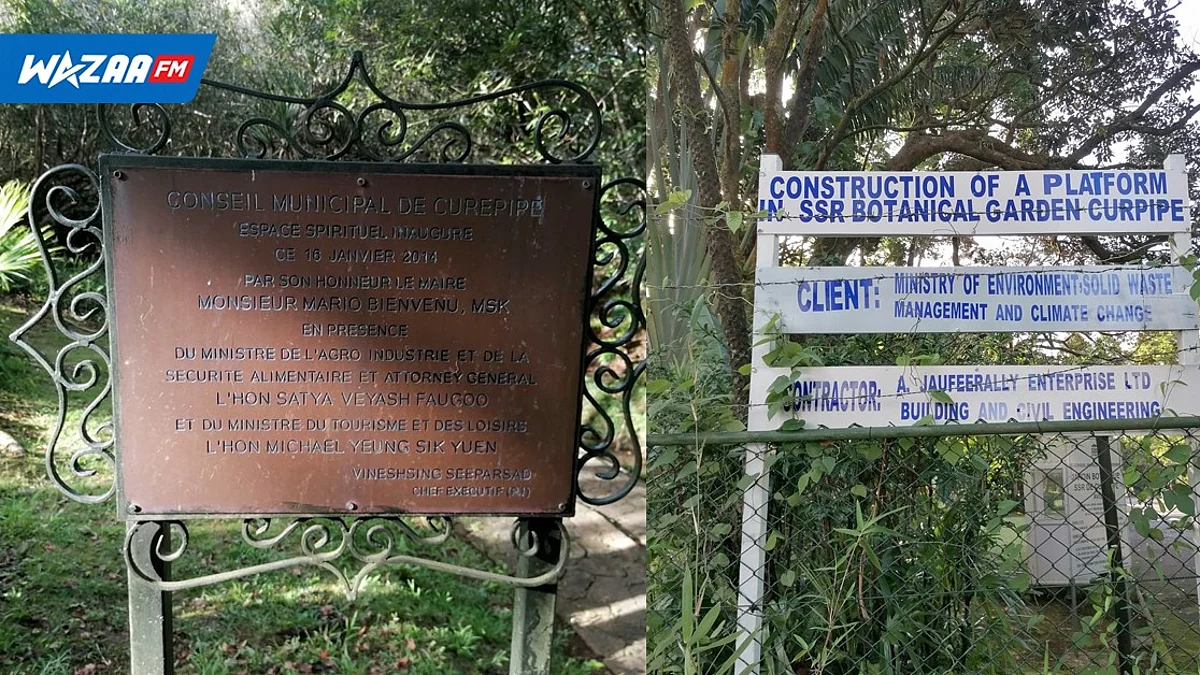 WAZAA FM
CONSEIL MUNICIPAL DE CUREPIPE
ESPACE SPIRITUEL INAUGURE
CE 16 JANVIER 2014
PAR SON HONNEUR LE MAIRE
MONSIEUR MARIO BIENVENU, MSK
EN PRESENCE
DU MINISTRE DE L'AGRO INDUSTRIE ET DE LA
SECURITE ALIMENTAIRE ET ATTORNEY GENERAL
L'HON SATYA VEYASH FAUGOO
ET DU MINISTRE DU TOURISME ET DES LOISIRS
L'HON MICHAËL YEUNG SIK YUEN
VINESHSING SEEPARSAD
CHEF EXECUTIF (PJ)
CONSTRUCTION OF A PLATFORM
IN SSR BOTANICAL GARDEN CURPIPE
CLIENT: MINISTRY OF ENVIRONMENT,SOLID WASTE
MANAGEMENT AND CLIMATE CHANGE
CONTRACTOR: A. JAUFEERALLY ENTERPRISE LTD
BUILDING AND CIVIL ENGINEERING